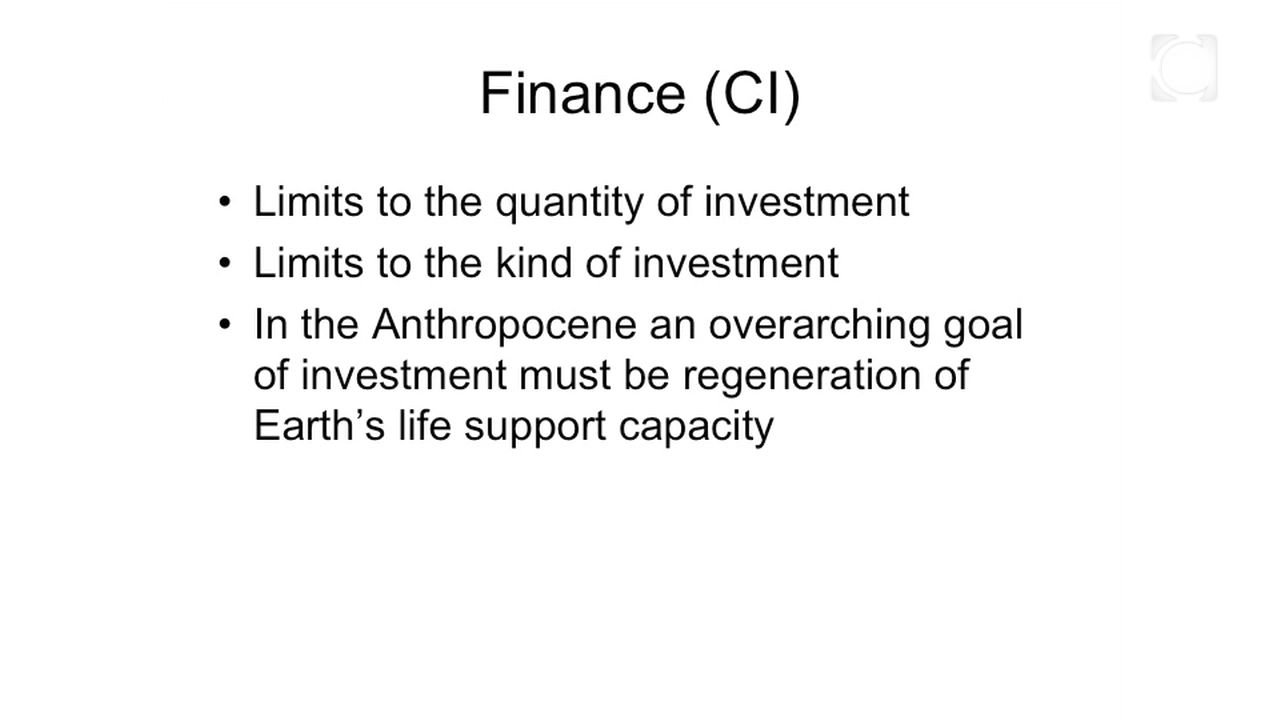 Finance (CI)
• Limits to the quantity of investment
• Limits to the kind of investment
• In the Anthropocene an overarching goal
of investment must be regeneration of
Earth’s life support capacity